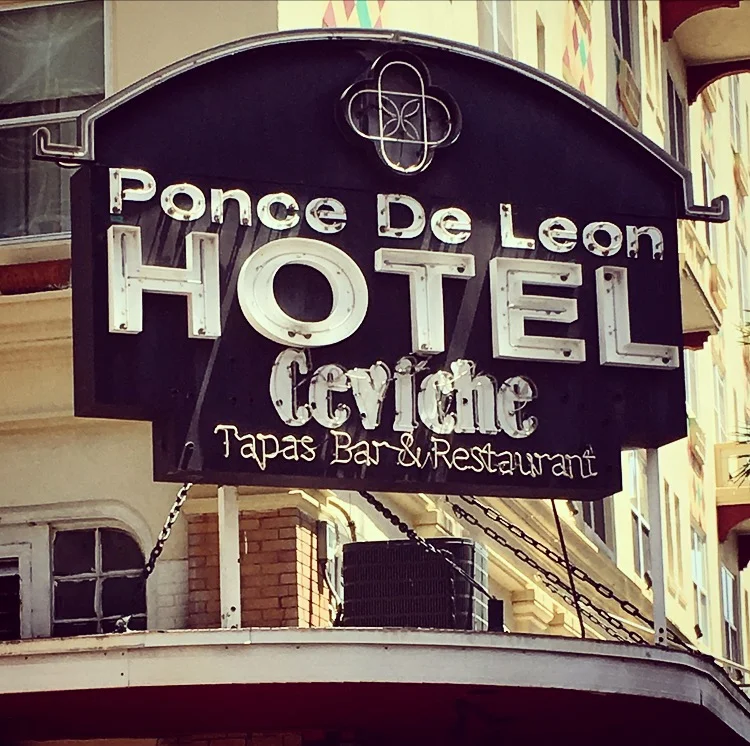 Ponce De Leon
HOTEL
Ceviche
Tapas Bar & Restaurant